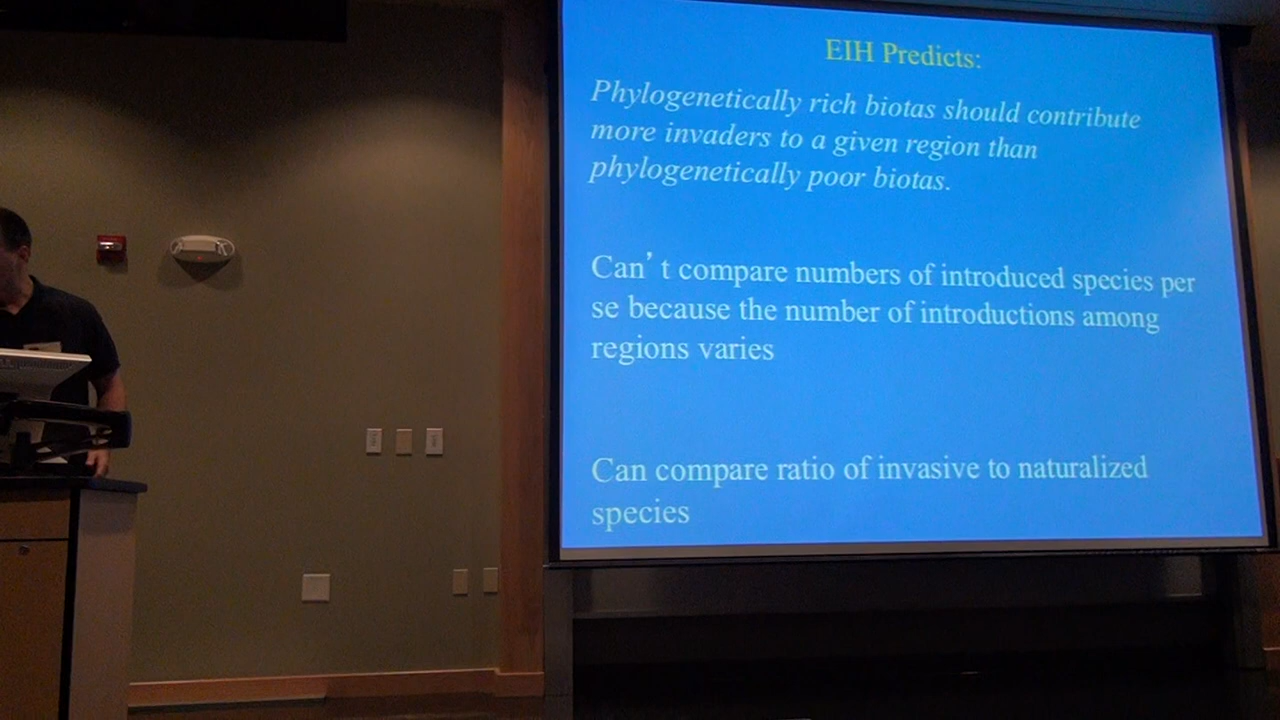 EIH Predicts:
Phylogenetically rich biotas should contribute
more invaders to a given region than
phylogenetically poor biotas.
Can’ t compare numbers of introduced species per
se because the number of introductions among
regions varies
Can compare ratio of invasive to naturalized
species